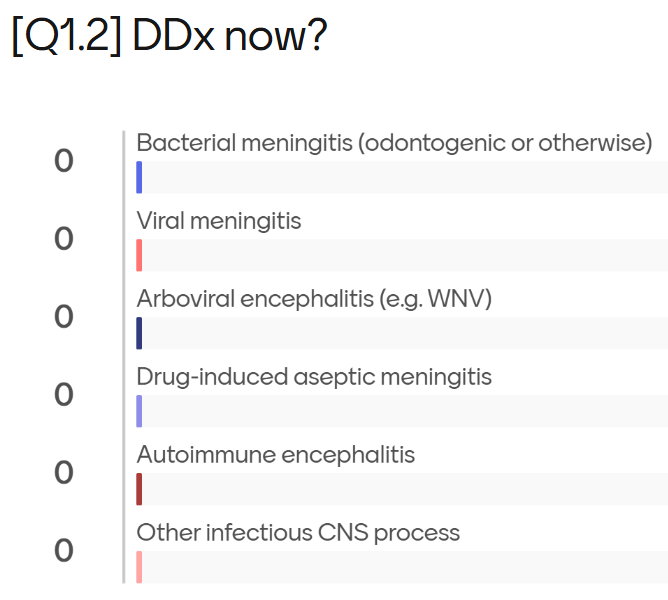 [Q1.2] DDx now?
Bacterial meningitis (odontogenic or otherwise)
0
Viral meningitis
0
Arboviral encephalitis (e.g. WNV)
0
Drug-induced aseptic meningitis
0
Autoimmune encephalitis
0
Other infectious CNS process
0